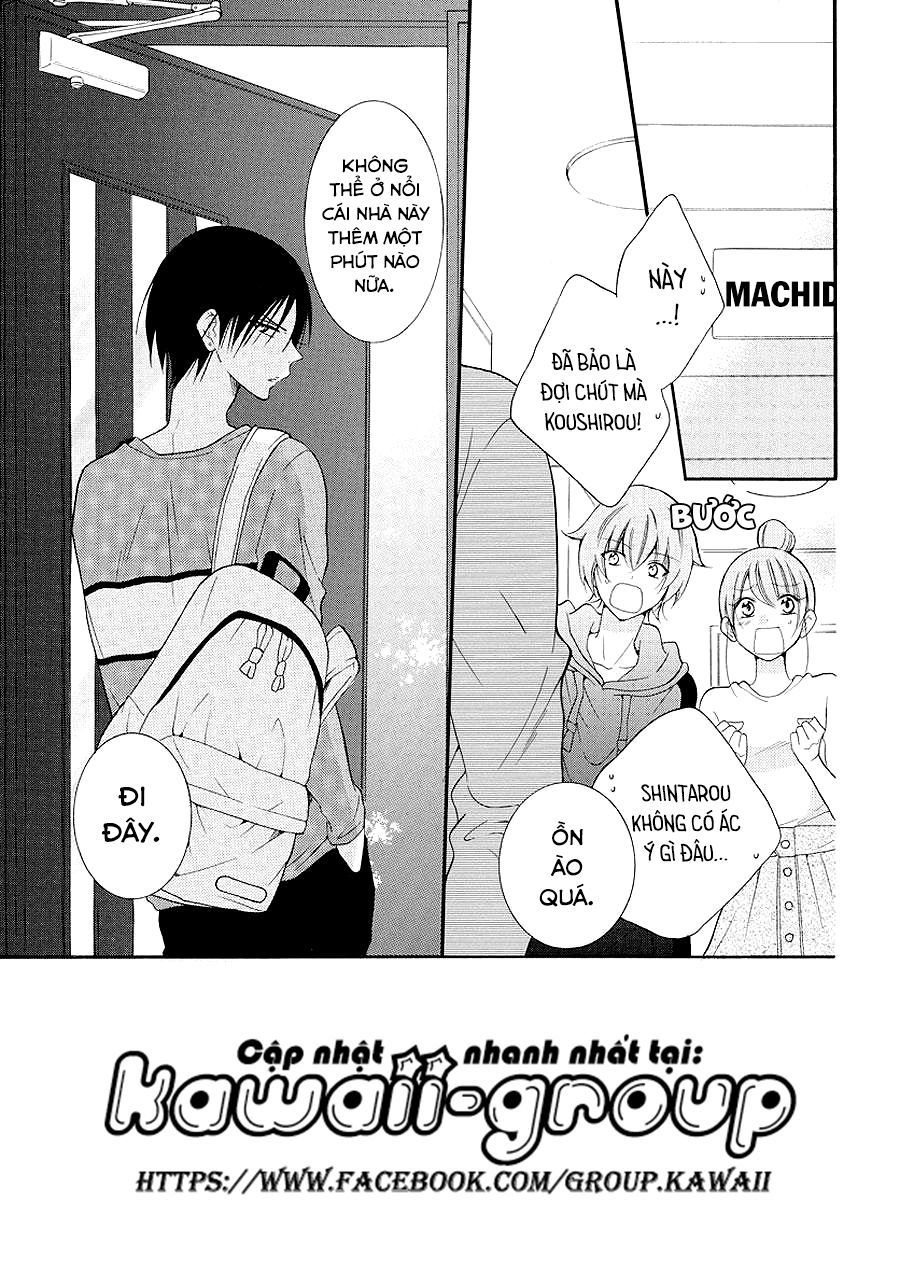 MACHID
NÀY
...!
ĐÃ BẢO LÀ
ĐỢI CHÚT MÀ
KOUSHIROU!
BƯỚC
KHÔNG
THỂ Ở NỔI
CÁI NHÀ NÀY
THÊM MỘT
PHÚT NÀO
NỮA.
SHINTAROU
KHÔNG CÓ ÁC
Ý GÌ ĐÂU...
ỒN
ÀO
QUÁ.
ĐI
ĐÂY.
Cập nhật nhanh nhất tại:
kawaii-group
HTTPS://WWW.FACEBOOK.COM/GROUP.KAWAII